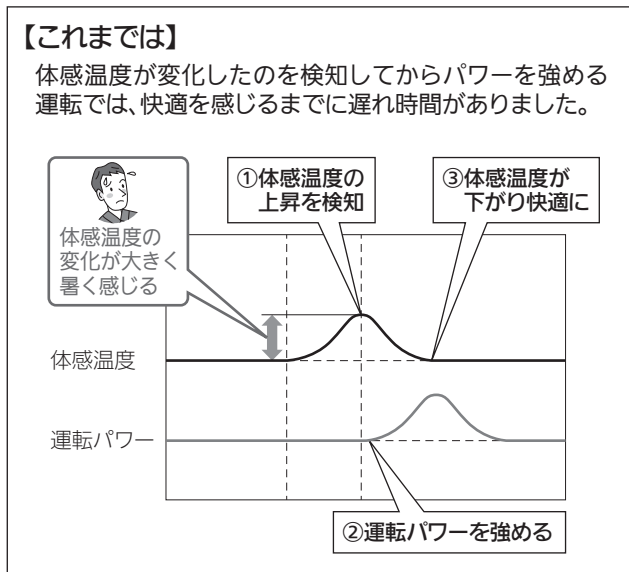 【これまでは】
体感温度が変化したのを検知してからパワーを強める
運転では、快適を感じるまでに遅れ時間がありました。
①体感温度の
上昇を検知
③体感温度が
下がり快適に
体感温度の
変化が大きく
暑く感じる
体感温度
運転パワー
②運転パワーを強める